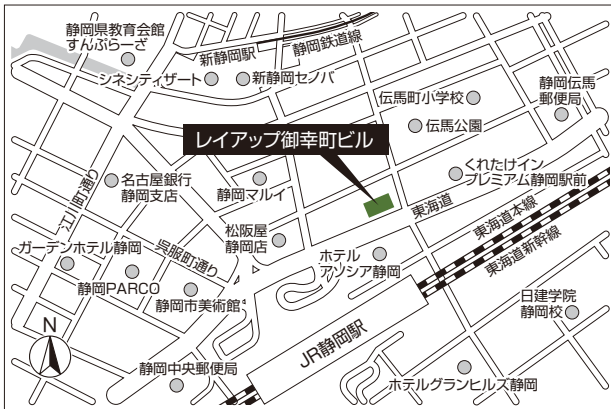 静岡県教育会館
すんぷらーざ
新静岡駅
静岡鉄道線
シネシティザート
新静岡セノバ
伝馬町小学校
静岡伝馬
郵便局
伝馬公園
レイアップ御幸町ビル
くれたけイン
プレミアム静岡駅前
名古屋銀行
静岡支店
静岡マルイ
江川町通り
東海道
松阪屋
静岡店
東海道本線
東海道新幹線
呉服町通り
ガーデンホテル静岡
ホテル
アソシア静岡
静岡PARCO
静岡市美術館
日建学院
静岡校
N
JR静岡駅
静岡中央郵便局
ホテルグランヒルズ静岡